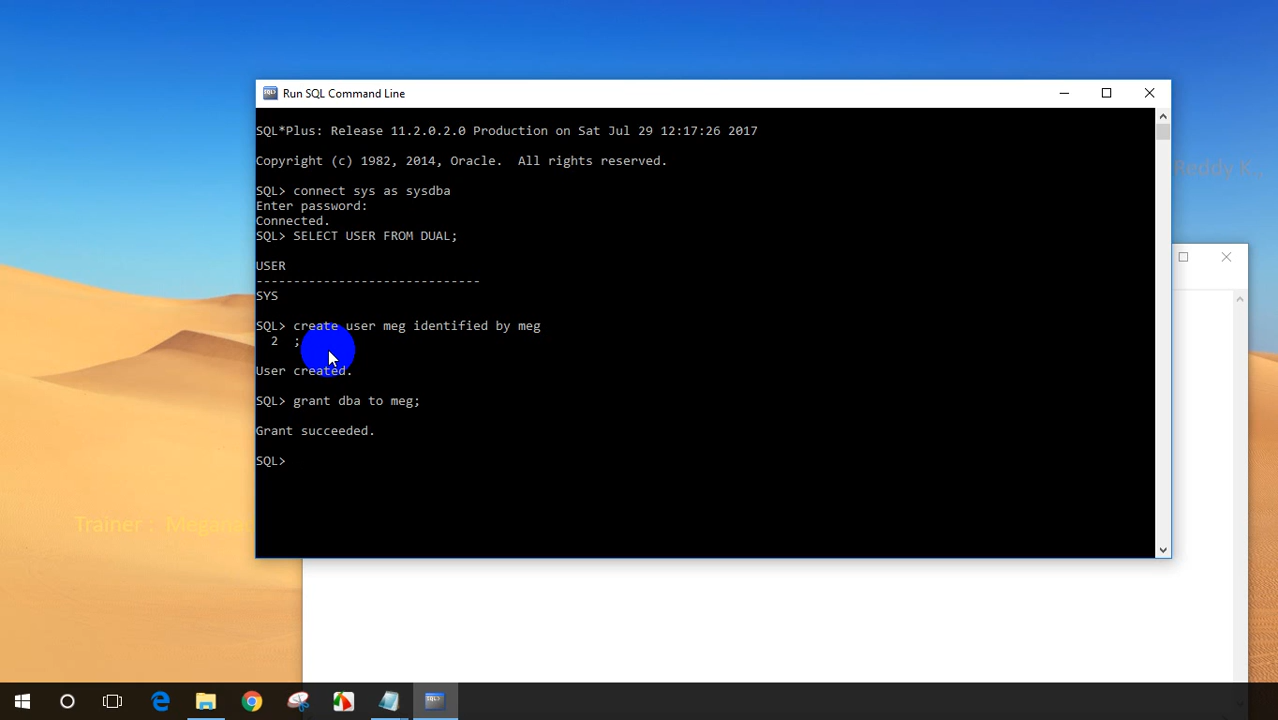 Run SQL Command Line
SQL*Plus: Release 11.2.0.2.0 Production on Sat Jul 29 12:17:26 2017
Copyright (c) 1982, 2014, Oracle.  All rights reserved.
SQL> connect sys as sysdba
Enter password:
Connected.
SQL> SELECT USER FROM DUAL;
USER
------------------------------
SYS
SQL> create user meg identified by meg
  2  ;
User created.
SQL> grant dba to meg;
Grant succeeded.
SQL>
Reddy K..
Trainer :